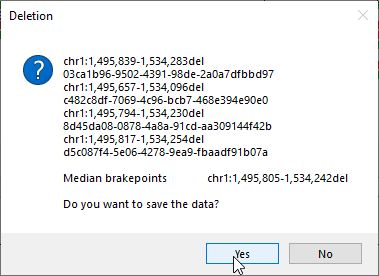 Deletion
chr1:1,495,839-1,534,283del
03ca1b96-9502-4391-98de-2a0a7dfbbd97
chr1:1,495,657-1,534,096del
c482c8df-7069-4c96-bcb7-468e394e90e0
chr1:1,495,794-1,534,230del
8d45da08-0878-4a8a-91cd-aa309144f42b
chr1:1,495,817-1,534,254del
d5c087f4-5e06-4278-9ea9-fbaadf91b07a
Median brakepoints chr1:1,495,805-1,534,242del
Do you want to save the data?
Yes No